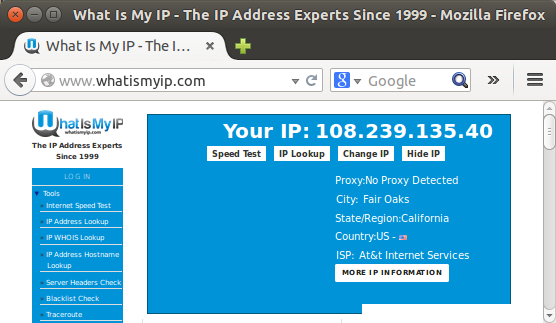 What Is My IP - The IP Address Experts Since 1999 - Mozilla Firefox
What Is My IP - The I...
www.whatismyip.com
8
Google
»
WhatIsMyIP
whatismyip.com
The IP Address Experts
Since 1999
LOG IN
Tools
Internet Speed Test
IP Address Lookup
IP WHOIS Lookup
IP Address Hostname
Lookup
Server Headers Check
Blacklist Check
Traceroute
Your IP: 108.239.135.40
Speed Test
IP Lookup
Change IP
Hide IP
Proxy:No Proxy Detected
City: Fair Oaks
State/Region:California
Country:US -
ISP: At&t Internet Services
MORE IP INFORMATION